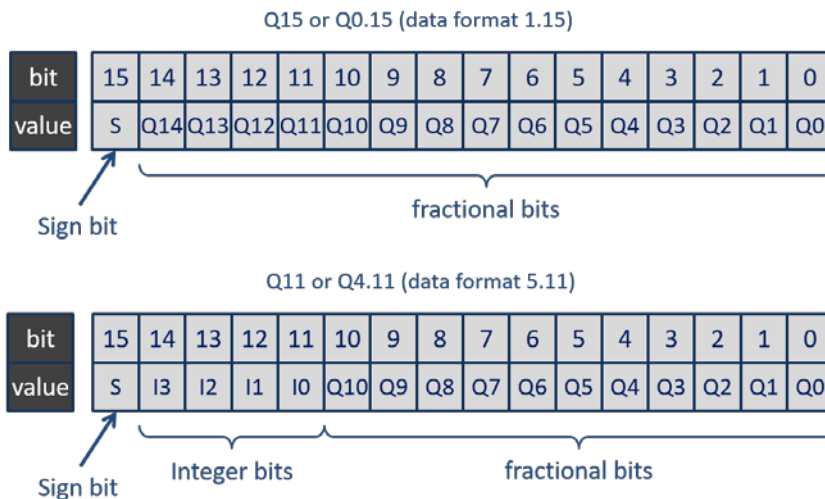 Q15 or Q0.15 (data format 1.15)
bit 15 14 13 12 11 10 9 8 7 6 5 4 3 2 1 0
value S Q14 Q13 Q12 Q11 Q10 Q9 Q8 Q7 Q6 Q5 Q4 Q3 Q2 Q1 Q0
fractional bits
Sign bit
Q11 or Q4.11 (data format 5.11)
bit 15 14 13 12 11 10 9 8 7 6 5 4 3 2 1 0
value S I3 I2 I1 I0 Q10 Q9 Q8 Q7 Q6 Q5 Q4 Q3 Q2 Q1 Q0
Integer bits fractional bits
Sign bit